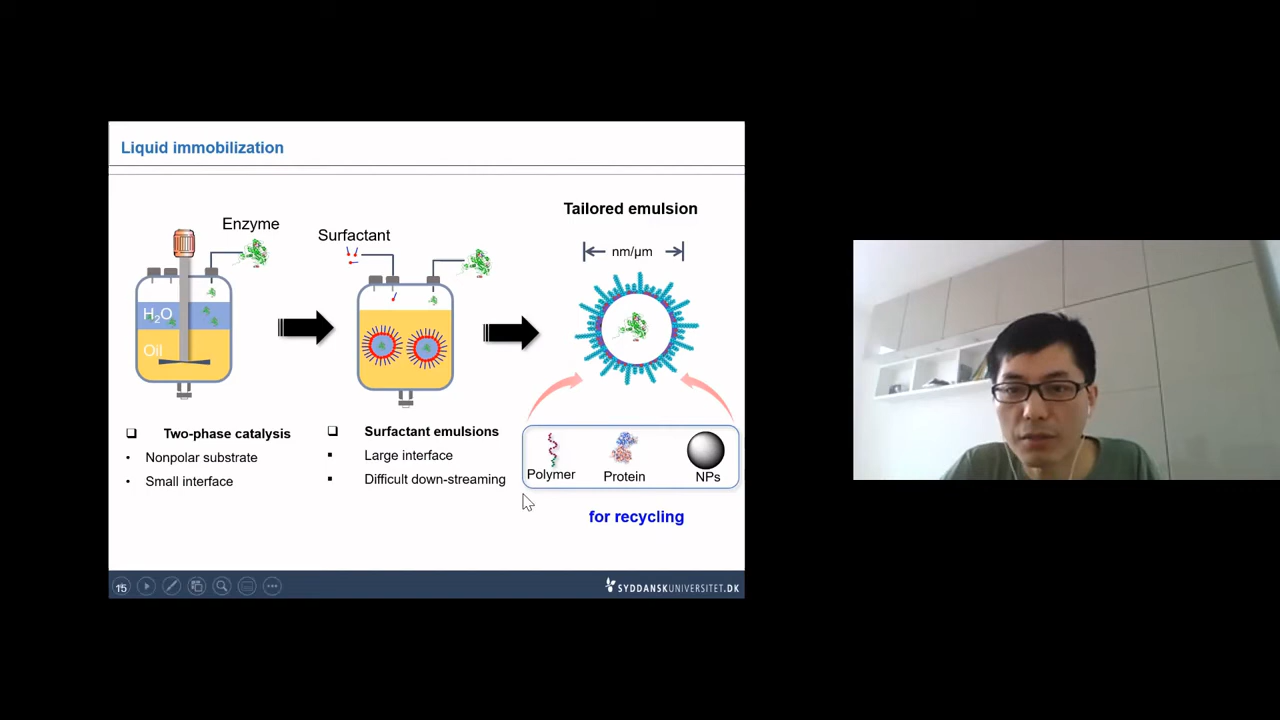 Liquid immobilization
Tailored emulsion
Enzyme
Surfactant
nm/μm
H₂O
Oil
Two-phase catalysis
Nonpolar substrate
Small interface
Surfactant emulsions
Large interface
Difficult down-streaming
Polymer
Protein
NPs
for recycling
15
SYDDANSKUNIVERSITET.DK